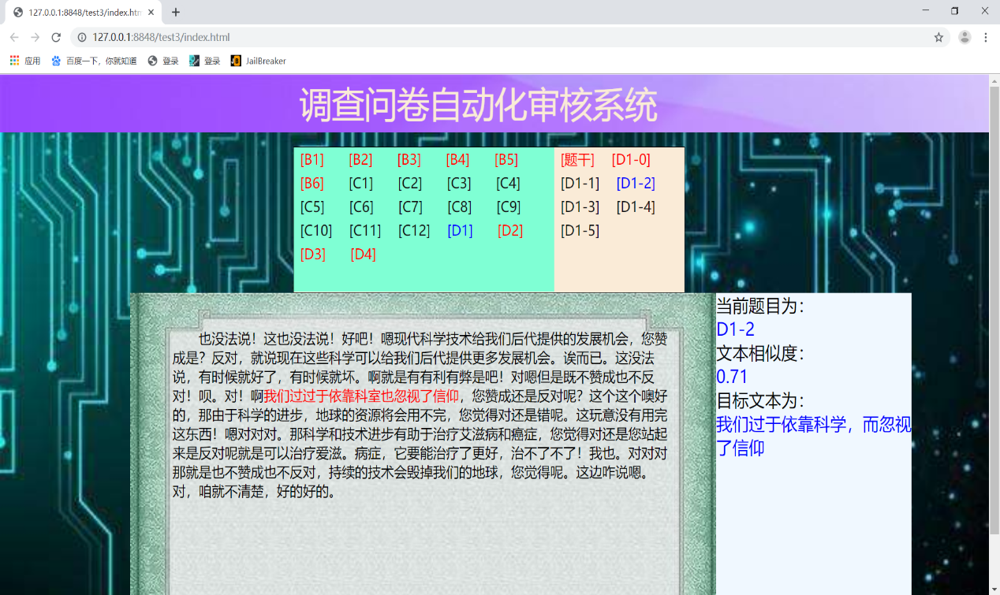 127.0.0.1:8848/test3/index.htm
127.0.0.1:8848/test3/index.html
应用 百度一下，你就知道 登录 登录 JailBreaker
调查问卷自动化审核系统
[B1] [B2] [B3] [B4] [B5] [题干] [D1-0]
[B6] [C1] [C2] [C3] [C4] [D1-1] [D1-2]
[C5] [C6] [C7] [C8] [C9] [D1-3] [D1-4]
[C10] [C11] [C12] [D1] [D2] [D1-5]
[D3] [D4]
也没法说！这也没法说！好吧！嗯现代科学技术给我们后代提供的发展机会，您赞
成是？反对，就说现在这些科学可以给我们后代提供更多发展机会。诶而已。这没法
说，有时候就好了，有时候就坏。啊就是有有利有弊是吧！对嗯但是既不赞成也不反
对！呗。对！啊我们过过于依靠科室也忽视了信仰，您赞成还是反对呢？这个这个噢好
的，那由于科学的进步，地球的资源将会用不完，您觉得对还是错呢。这玩意没有用完
这东西！嗯对对对。那科学和技术进步有助于治疗艾滋病和癌症，您觉得对还是您站起
来是反对呢就是可以治疗爱滋。病症，它要能治疗了更好，治不了不了！我也。对对对
那就是也不赞成也不反对，持续的技术会毁掉我们的地球，您觉得呢。这边咋说嗯。
对，咱就不清楚，好的好的。
当前题目为：
D1-2
文本相似度：
0.71
目标文本为：
我们过于依靠科学，而忽视
了信仰